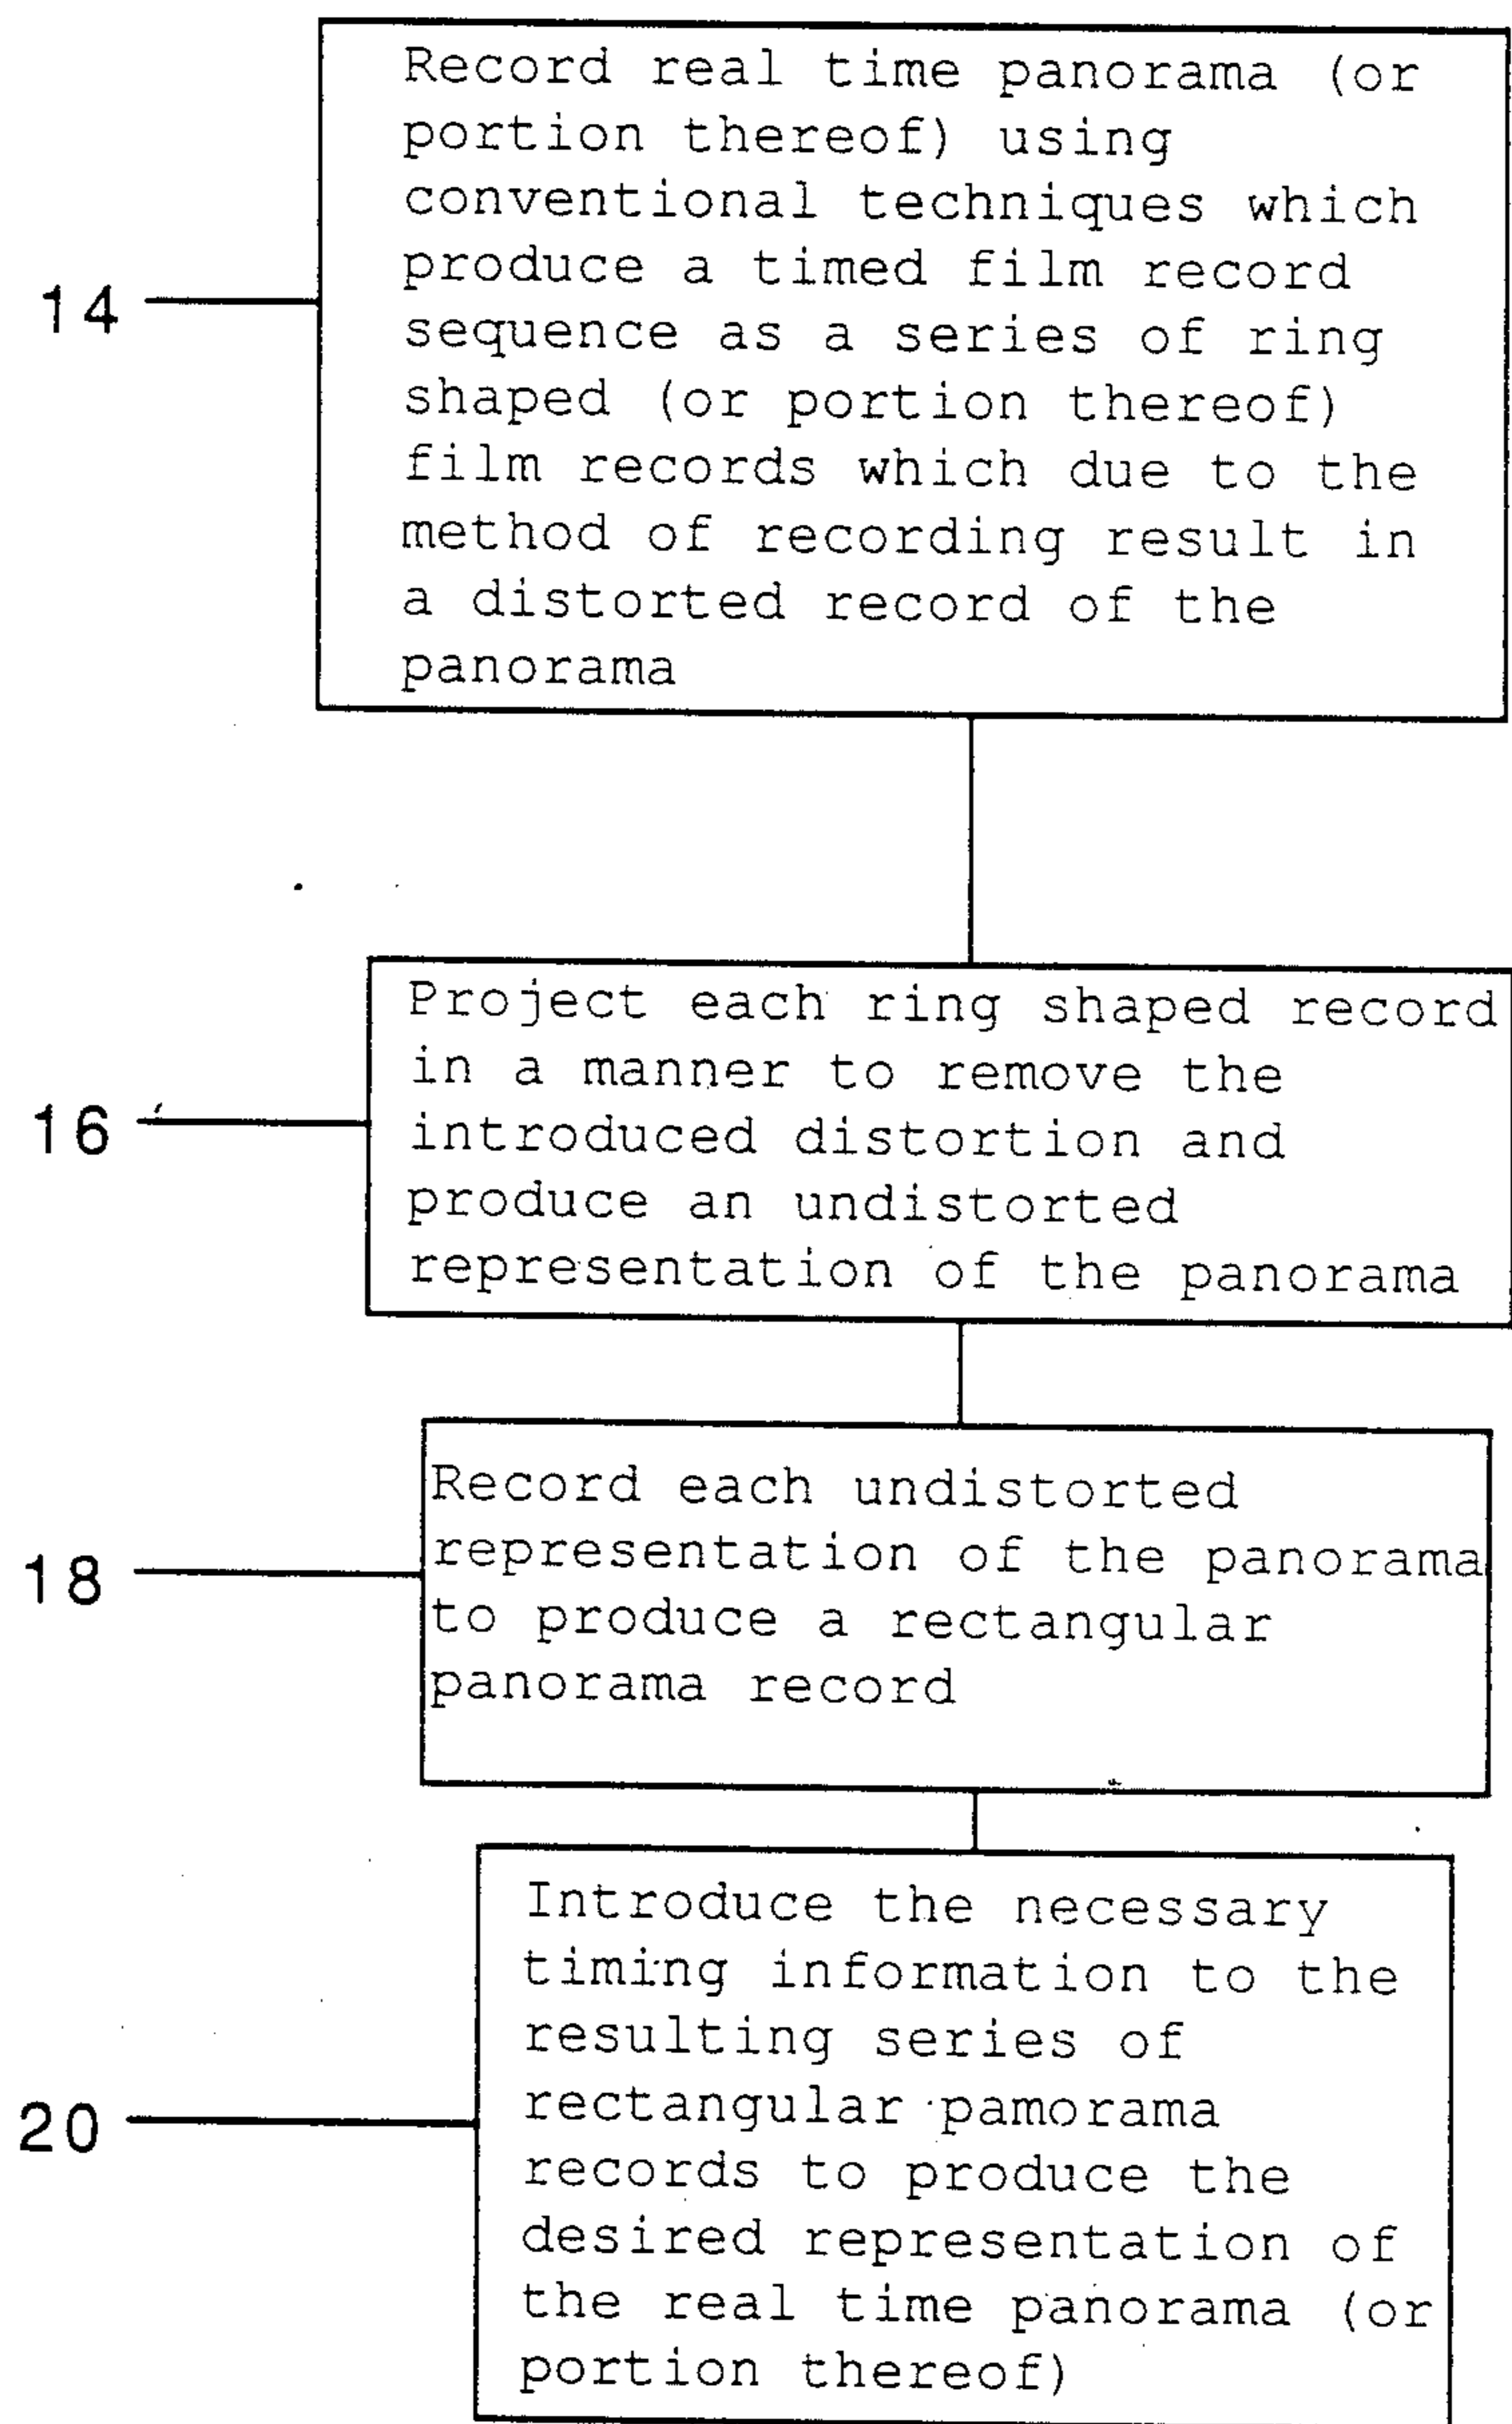 Record real time panorama (or
portion thereof) using
conventional techniques which
produce a timed film record
14
sequence as a series of ring
shaped (or portion thereof)
film records which due to the
method of recording result in
a distorted record of the
panorama
Project each ring shaped record
in a manner to remove the
16
introduced distortion and
produce an undistorted
representation of the panorama
Record each undistorted
representation of the panorama
18
to produce a rectangular
panorama record
Introduce the necessary
timing information to the
resulting series of
20
rectangular pamorama
records to produce the
desired representation of
the real time panorama (or
portion thereof)